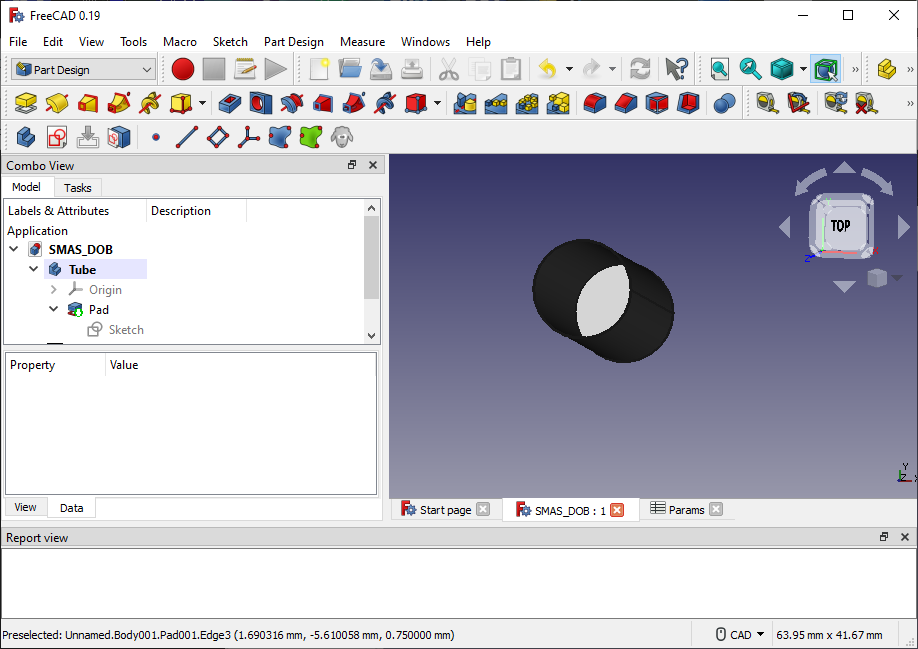 FreeCAD 0.19
File Edit View Tools Macro Sketch Part Design Measure Windows Help
Part Design
Combo View
Model Tasks
Labels & Attributes Description
Application
SMAS_DOB
Tube
Origin
Pad
Sketch
Property Value
View Data
TOP
Y
Z
Y
Z
X
Start page SMAS_DOB : 1 Params
Report view
Preselected: Unnamed.Body001.Pad001.Edge3 (1.690316 mm, -5.610058 mm, 0.750000 mm) CAD 63.95 mm x 41.67 mm